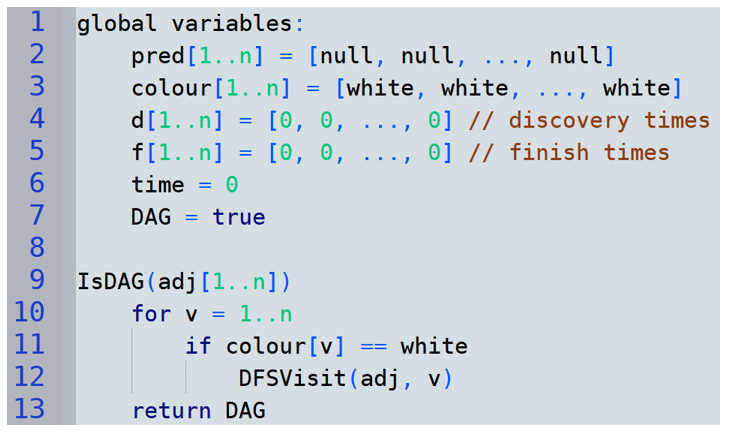 1 global variables:
2     pred[1..n] = [null, null, ..., null]
3     colour[1..n] = [white, white, ..., white]
4     d[1..n] = [0, 0, ..., 0] // discovery times
5     f[1..n] = [0, 0, ..., 0] // finish times
6     time = 0
7     DAG = true
8
9 IsDAG(adj[1..n])
10     for v = 1..n
11         if colour[v] == white
12             DFSVisit(adj, v)
13     return DAG